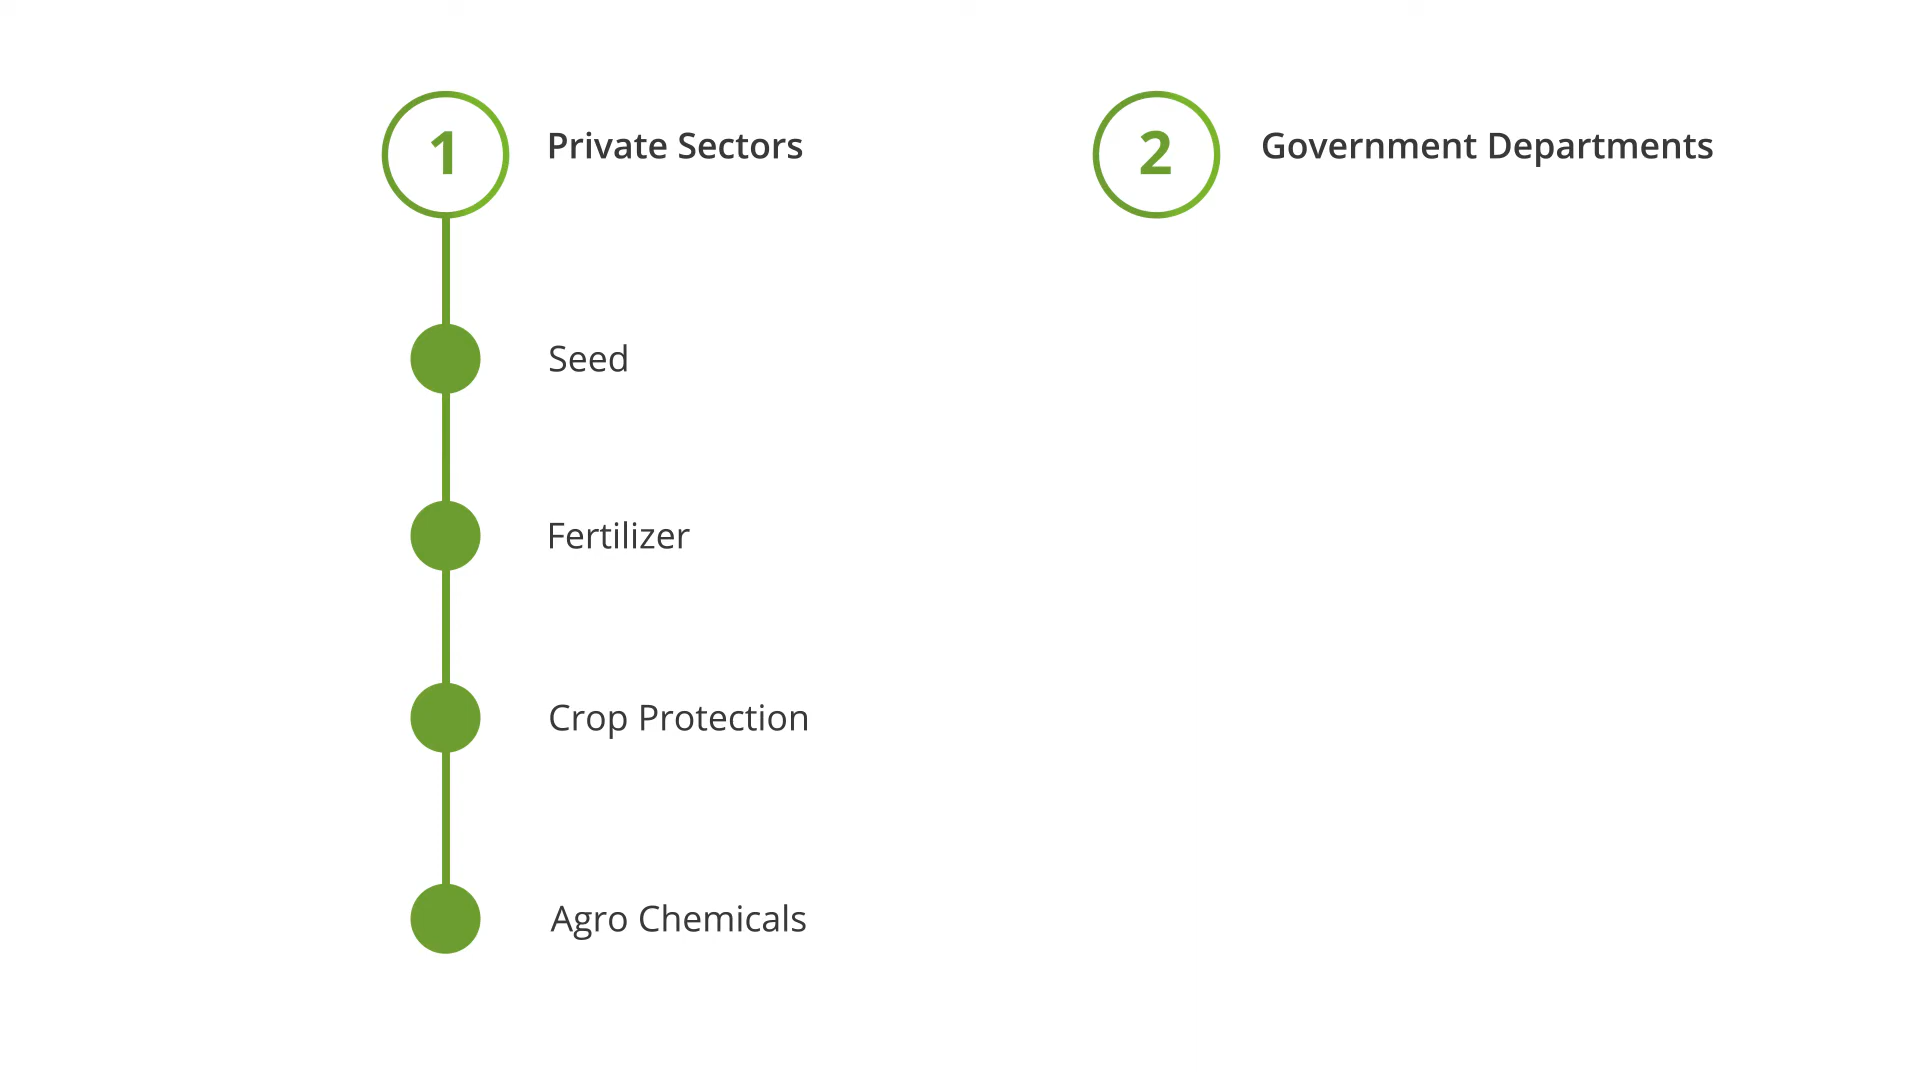 1
Private Sectors
Seed
Fertilizer
Crop Protection
Agro Chemicals
2
Government Departments